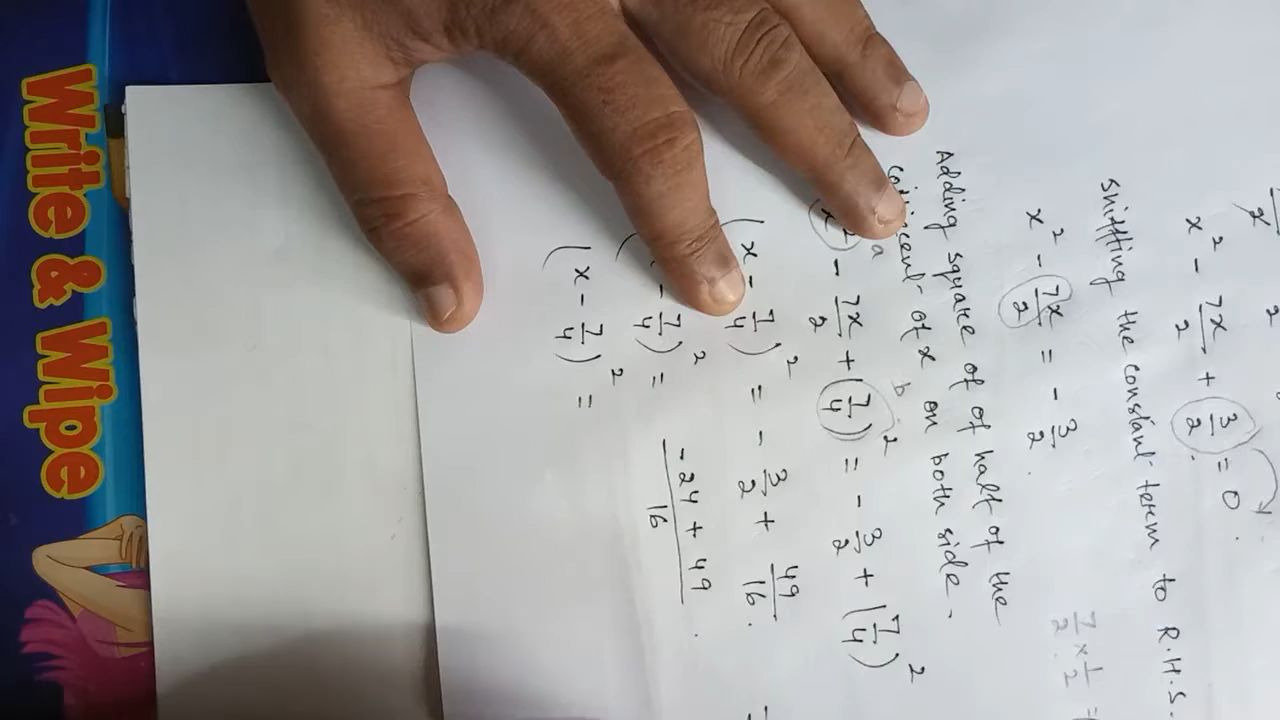 x² - 7x/2 + 3/2 = 0.
shiffting the constant term to R.H.S.
x² - 7x/2 = - 3/2.
7/2 × 1/2 =
Adding square of of half of the
of x on both side.
a b
x² - 7x/2 + (7/4)² = - 3/2 + (7/4)²
(x - 7/4)² = - 3/2 + 49/16.
- 7/4)² = -24 + 49/16.
(x - 7/4)² =
Write & Wipe